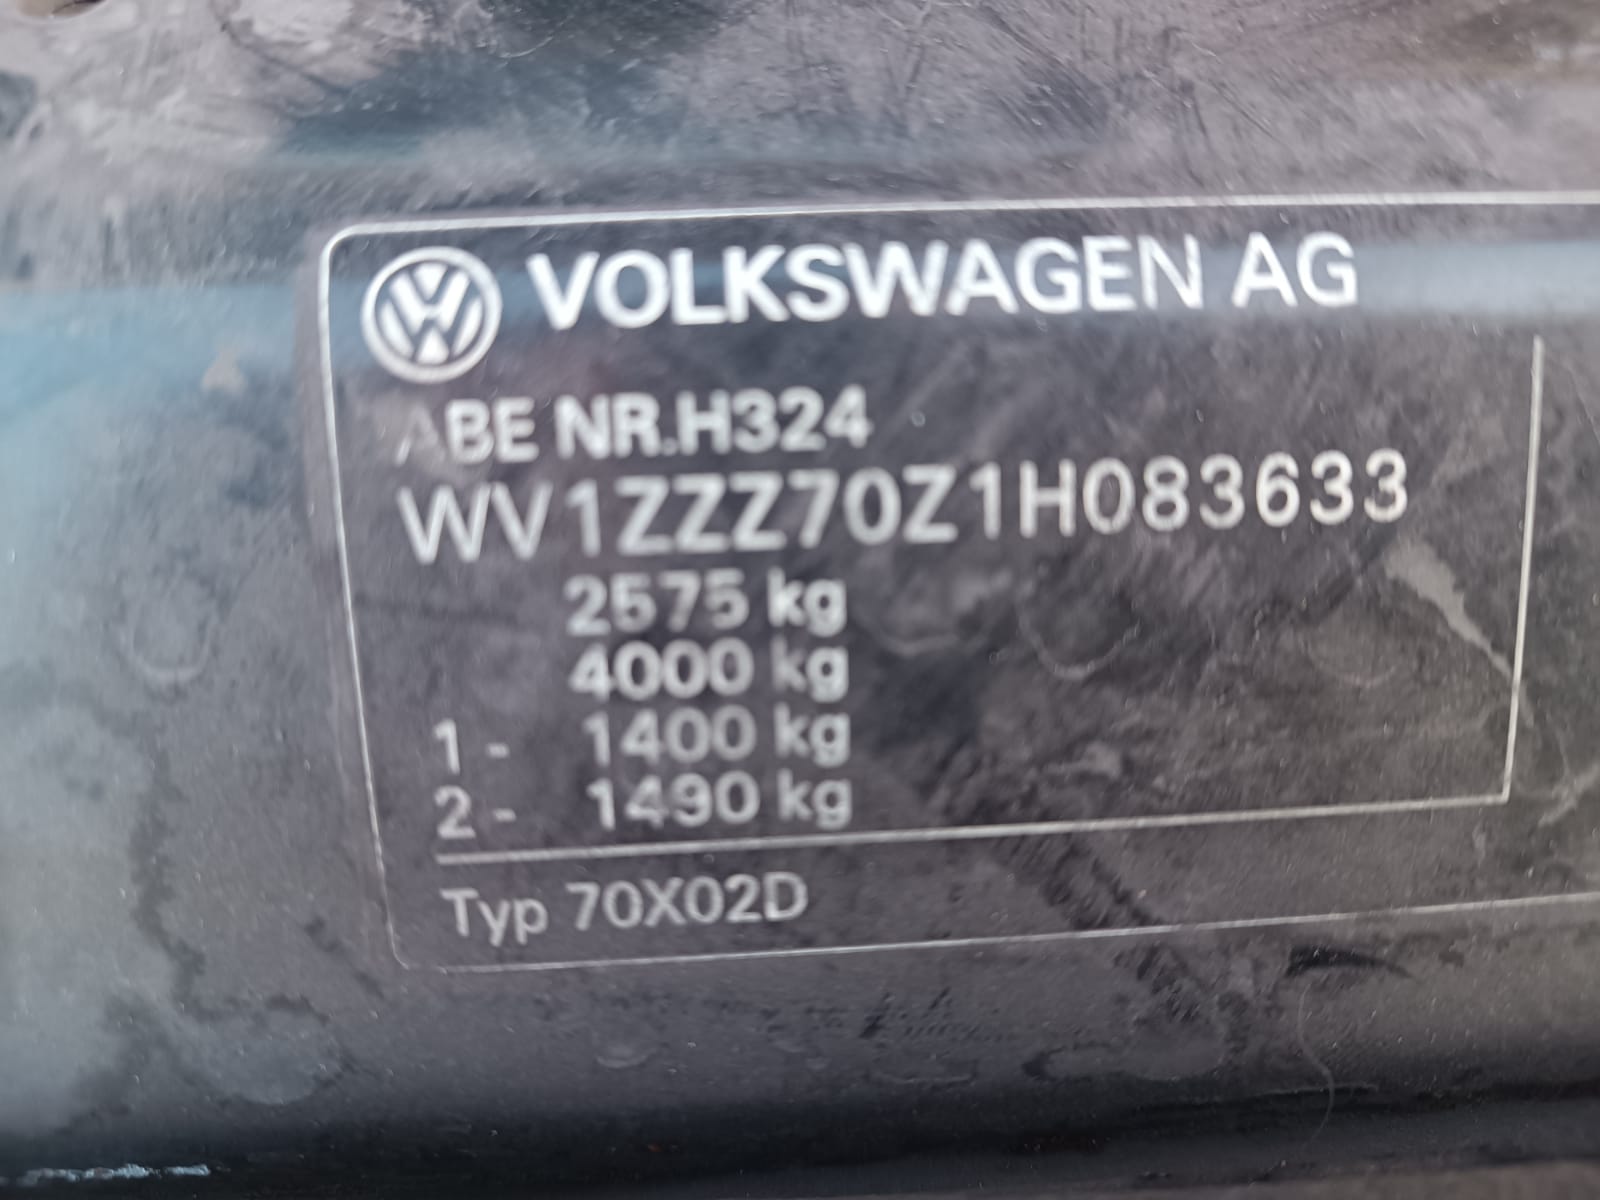 VOLKSWAGEN AG
ABE NR.H324
WV1ZZZ70Z1H083633
2575 kg
4000 kg
1 - 1400 kg
2 - 1490 kg
Typ 70X02D